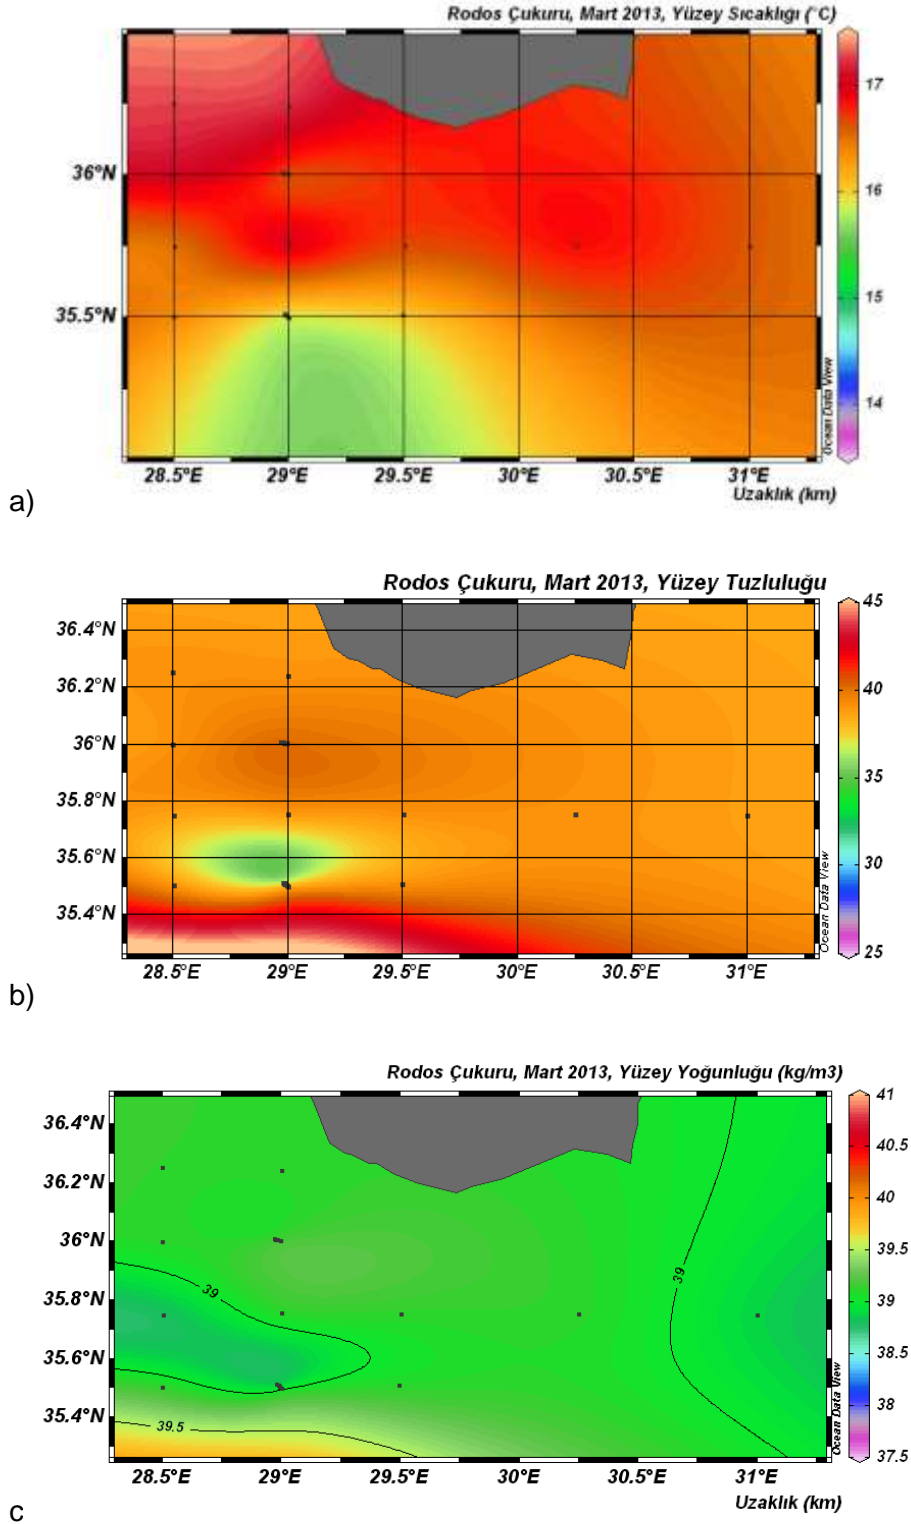 Rodos Çukuru, Mart 2013, Yüzey Sıcaklığı (°C)
17
36°N
16
35.5°N
15
14
Ocean Data View
28.5°E 29°E 29.5°E 30°E 30.5°E 31°E
Uzaklık (km)
a)
Rodos Çukuru, Mart 2013, Yüzey Tuzluluğu
45
36.4°N
36.2°N
40
36°N
35
35.8°N
35.6°N
30
35.4°N
25
Ocean Data View
28.5°E 29°E 29.5°E 30°E 30.5°E 31°E
b)
Rodos Çukuru, Mart 2013, Yüzey Yoğunluğu (kg/m3)
41
36.4°N
40.5
36.2°N
40
36°N
39.5
39
39
35.8°N
39
38.5
35.6°N
38
35.4°N
39.5
37.5
Ocean Data View
28.5°E 29°E 29.5°E 30°E 30.5°E 31°E
Uzaklık (km)
c